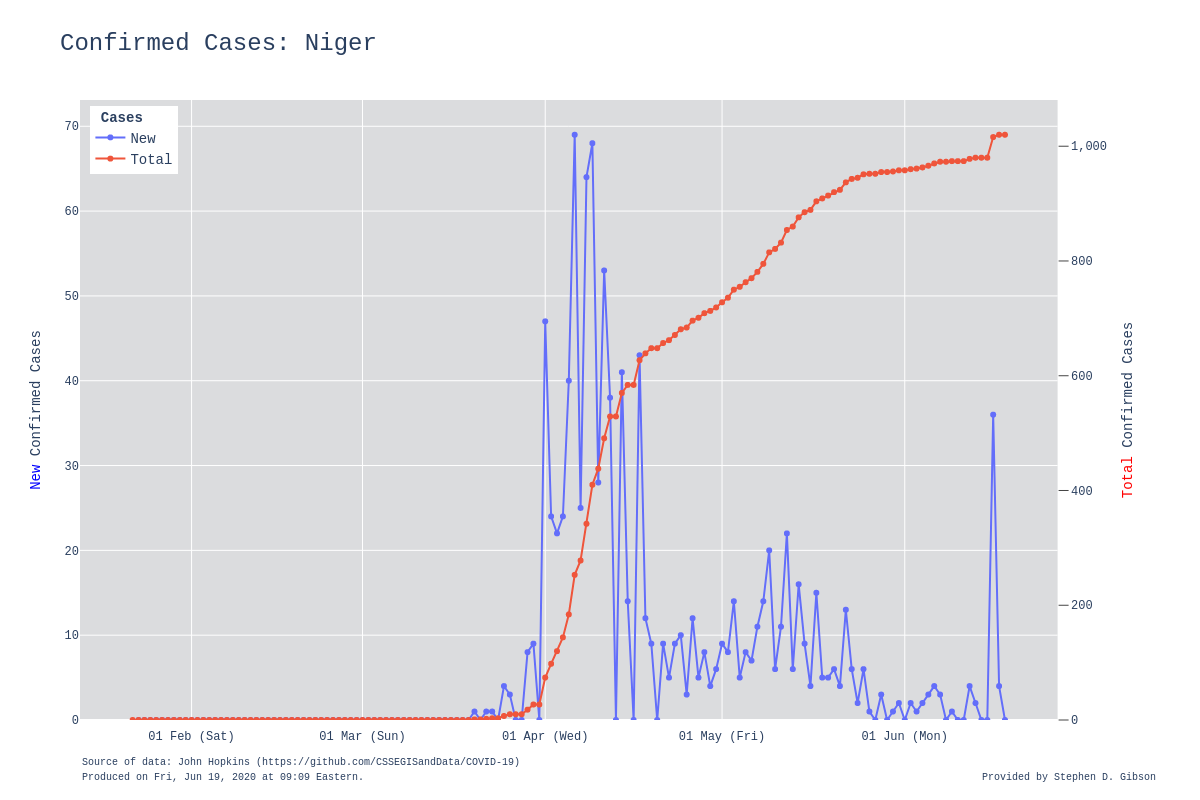 Confirmed Cases: Niger
Cases
New
Total
70
60
50
40
30
20
10
0
1,000
800
600
400
200
0
New Confirmed Cases
Total Confirmed Cases
01 Feb (Sat)
01 Mar (Sun)
01 Apr (Wed)
01 May (Fri)
01 Jun (Mon)
Source of data: John Hopkins (https://github.com/CSSEGISandData/COVID-19)
Produced on Fri, Jun 19, 2020 at 09:09 Eastern.
Provided by Stephen D. Gibson